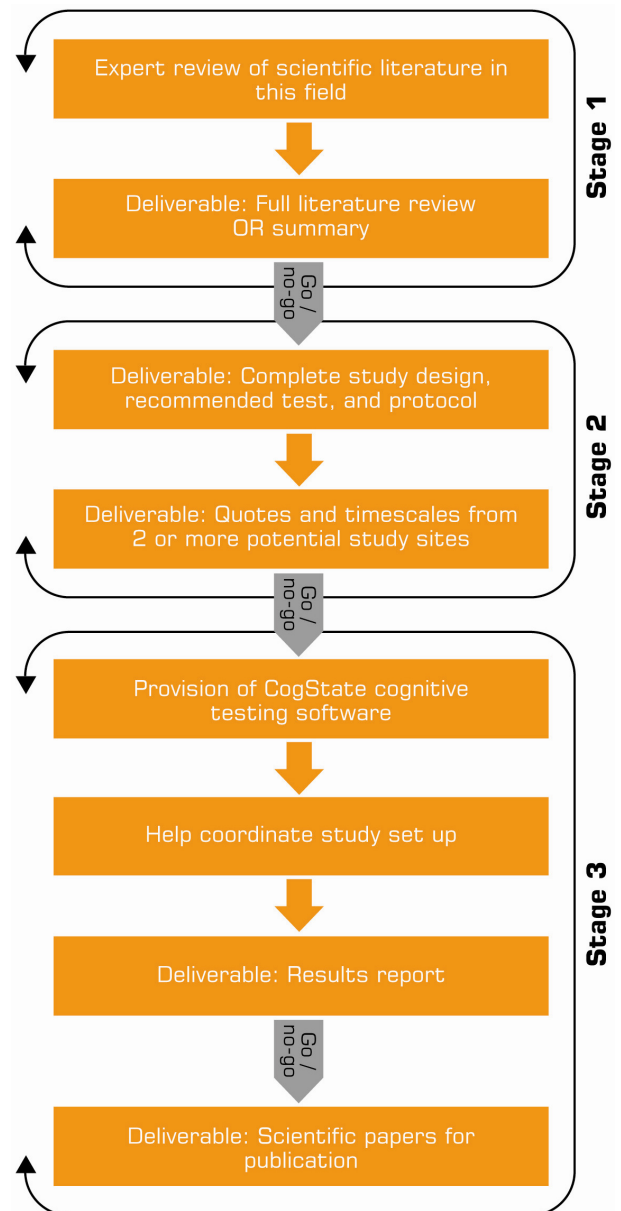 Expert review of scientific literature in
this field
Stage 1
Deliverable: Full literature review
OR summary
Go /
no-go
Deliverable: Complete study design,
recommended test, and protocol
Stage 2
Deliverable: Quotes and timescales from
2 or more potential study sites
Go /
no-go
Provision of CogState cognitive
testing software
Help coordinate study set up
Stage 3
Deliverable: Results report
Go /
no-go
Deliverable: Scientific papers for
publication